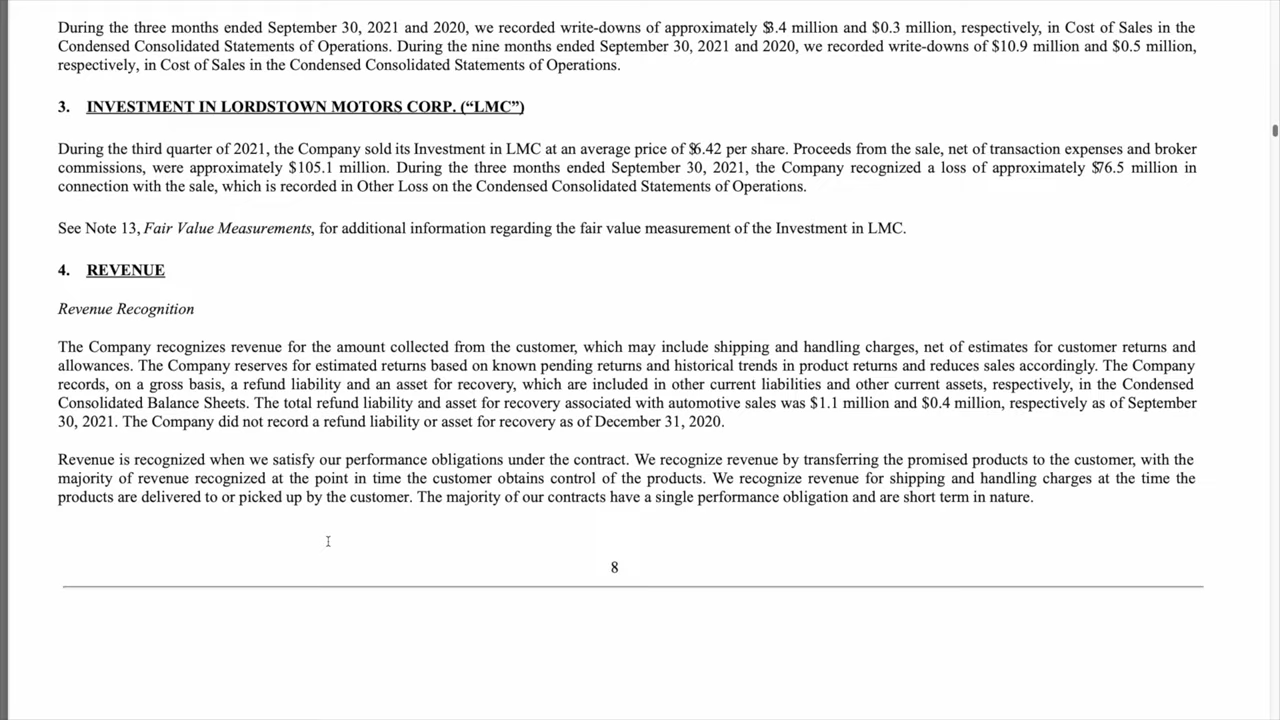 During the three months ended September 30, 2021 and 2020, we recorded write-downs of approximately $3.4 million and $0.3 million, respectively, in Cost of Sales in the
Condensed Consolidated Statements of Operations. During the nine months ended September 30, 2021 and 2020, we recorded write-downs of $10.9 million and $0.5 million,
respectively, in Cost of Sales in the Condensed Consolidated Statements of Operations.
3. INVESTMENT IN LORDSTOWN MOTORS CORP. (“LMC”)
During the third quarter of 2021, the Company sold its Investment in LMC at an average price of $6.42 per share. Proceeds from the sale, net of transaction expenses and broker
commissions, were approximately $105.1 million. During the three months ended September 30, 2021, the Company recognized a loss of approximately $76.5 million in
connection with the sale, which is recorded in Other Loss on the Condensed Consolidated Statements of Operations.
See Note 13, Fair Value Measurements, for additional information regarding the fair value measurement of the Investment in LMC.
4. REVENUE
Revenue Recognition
The Company recognizes revenue for the amount collected from the customer, which may include shipping and handling charges, net of estimates for customer returns and
allowances. The Company reserves for estimated returns based on known pending returns and historical trends in product returns and reduces sales accordingly. The Company
records, on a gross basis, a refund liability and an asset for recovery, which are included in other current liabilities and other current assets, respectively, in the Condensed
Consolidated Balance Sheets. The total refund liability and asset for recovery associated with automotive sales was $1.1 million and $0.4 million, respectively as of September
30, 2021. The Company did not record a refund liability or asset for recovery as of December 31, 2020.
Revenue is recognized when we satisfy our performance obligations under the contract. We recognize revenue by transferring the promised products to the customer, with the
majority of revenue recognized at the point in time the customer obtains control of the products. We recognize revenue for shipping and handling charges at the time the
products are delivered to or picked up by the customer. The majority of our contracts have a single performance obligation and are short term in nature.
8